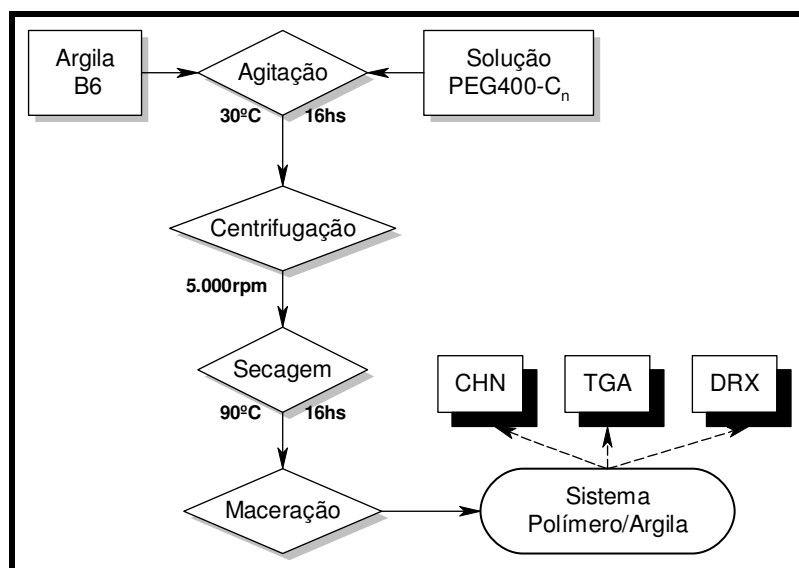 Argila
B6
Agitação
Solução
PEG400-Cn
30ºC
16hs
Centrifugação
5.000rpm
Secagem
90ºC
16hs
Maceração
CHN
TGA
DRX
Sistema
Polímero/Argila